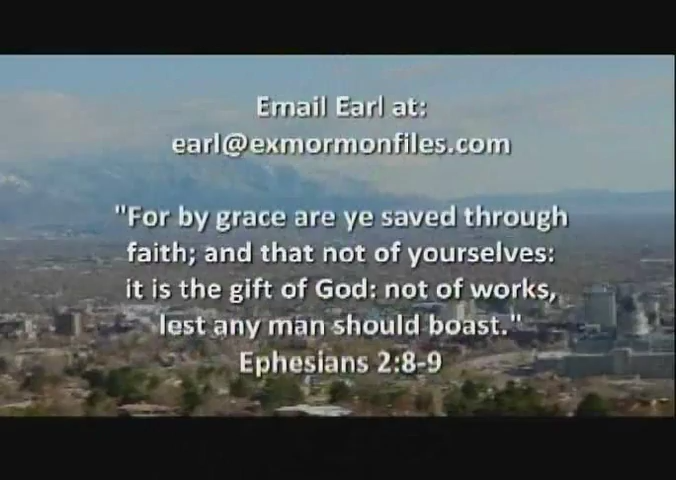 Email Earl at:
earl@exmormonfiles.com
"For by grace are ye saved through
faith; and that not of yourselves:
it is the gift of God: not of works,
lest any man should boast."
Ephesians 2:8-9